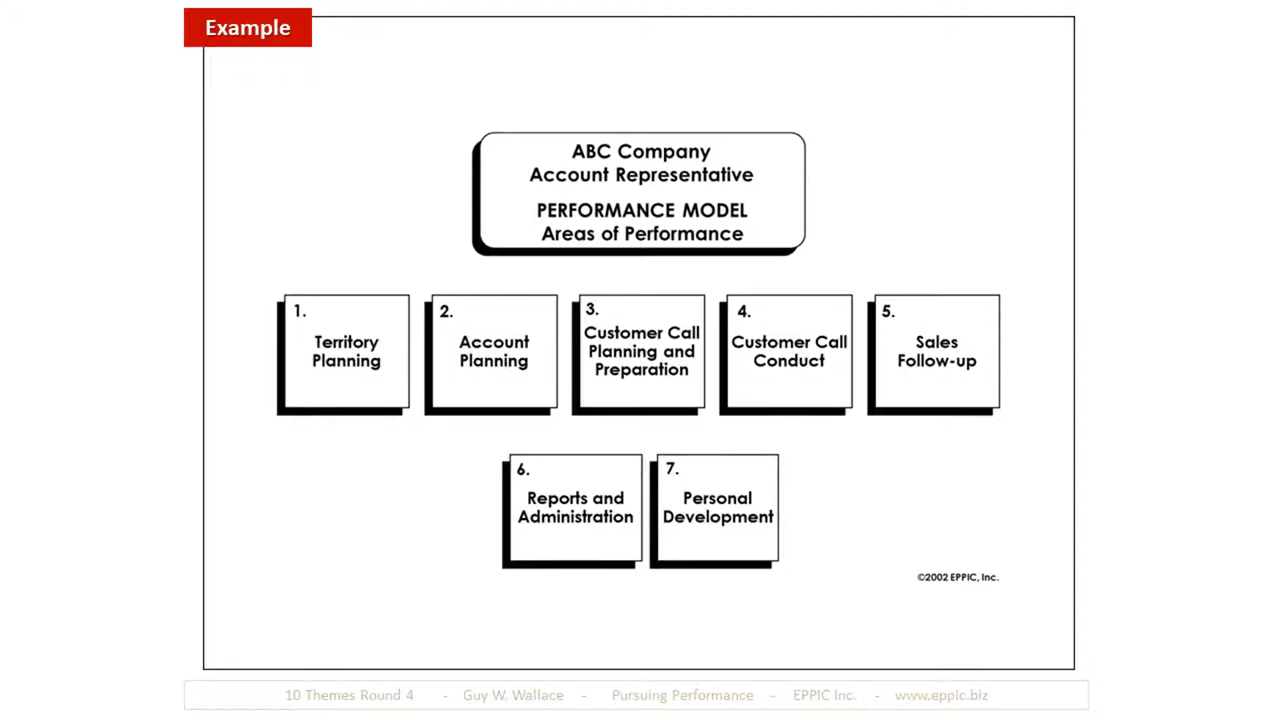 Example
ABC Company
Account Representative
PERFORMANCE MODEL
Areas of Performance
1.
Territory
Planning
2.
Account
Planning
3.
Customer Call
Planning and
Preparation
4.
Customer Call
Conduct
5.
Sales
Follow-up
6.
Reports and
Administration
7.
Personal
Development
©2002 EPPIC, Inc.
10 Themes Round 4 - Guy W. Wallace - Pursuing Performance - EPPIC Inc. - www.eppic.biz